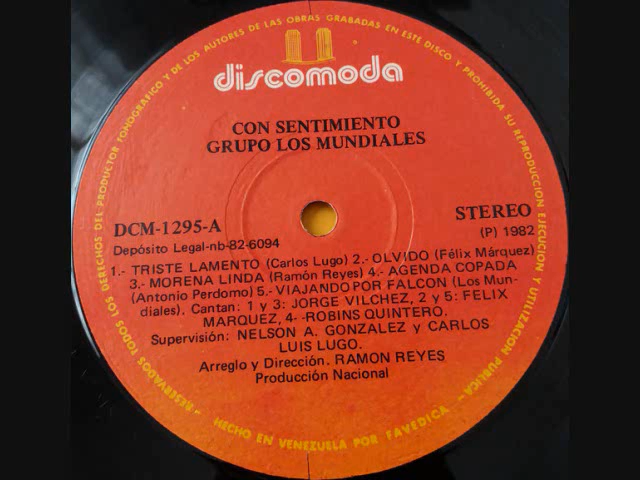 RESERVADOS TODOS LOS DERECHOS DEL PRODUCTOR FONOGRAFICO Y DE LOS AUTORES DE LAS OBRAS GRABADAS EN ESTE DISCO Y PROHIBIDA SU REPRODUCCION EJECUCION Y UTILIZACION PUBLICA-
discomoda
CON SENTIMIENTO
GRUPO LOS MUNDIALES
DCM-1295-A
STEREO
Depósito Legal-nb-82-6094
(P) 1982
1.- TRISTE LAMENTO (Carlos Lugo) 2.- OLVIDO (Félix Márquez)
3.- MORENA LINDA (Ramón Reyes) 4.- AGENDA COPADA
(Antonio Perdomo) 5.- VIAJANDO POR FALCON (Los Mun-
diales). Cantan: 1 y 3: JORGE VILCHEZ, 2 y 5: FELIX
MARQUEZ, 4- -ROBINS QUINTERO.
Supervisión: NELSON A. GONZALEZ y CARLOS
LUIS LUGO.
Arreglo y Dirección. RAMON REYES
Producción Nacional
HECHO EN VENEZUELA POR FAVEDICA -